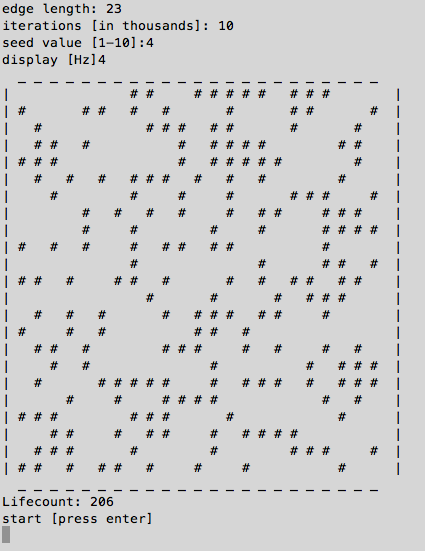 edge length: 23
iterations [in thousands]: 10
seed value [1-10]:4
display [Hz]4
  _ _ _ _ _ _ _ _ _ _ _ _ _ _ _ _ _ _ _ _ _ _ _
|               # #     # # # # #   # # #         |
| #       # #   #   #       #       # #       #  |
|   #             # # #   # #       #       #    |
|   # #   #           #   # # # #         # #    |
| # # #               #   # # # # #         #    |
|   #   #   #   # # #   #   #   #         #      |
|     #         #     #     #       # # #     #  |
|         #   #   #   #     #   # #     # # #    |
|         #     #         #     #       # # # #  |
| #   #   #     #   # #   # #           #        |
|               #               #       # #   #  |
| # #   #     # #   #       #   #   # #   # #    |
|                 #       #       #   # # #      |
|   #   #   #       #   # # #   # #     #        |
| #     #   #           # #   #                  |
|   # #   #         # # #     #   #     #   #    |
|     #   #               #           #   # # #  |
|   #       # # # # #     #   # # #   #   # # #  |
|       #     #     # # # #             #   #    |
| # # #         # # #       #             #      |
|     # #     #   # #     #   # # # #            |
|   # # #       #         #         # # #     #  |
| # #   #   # #   #     #     #           #      |
  _ _ _ _ _ _ _ _ _ _ _ _ _ _ _ _ _ _ _ _ _ _ _
Lifecount: 206
start [press enter]